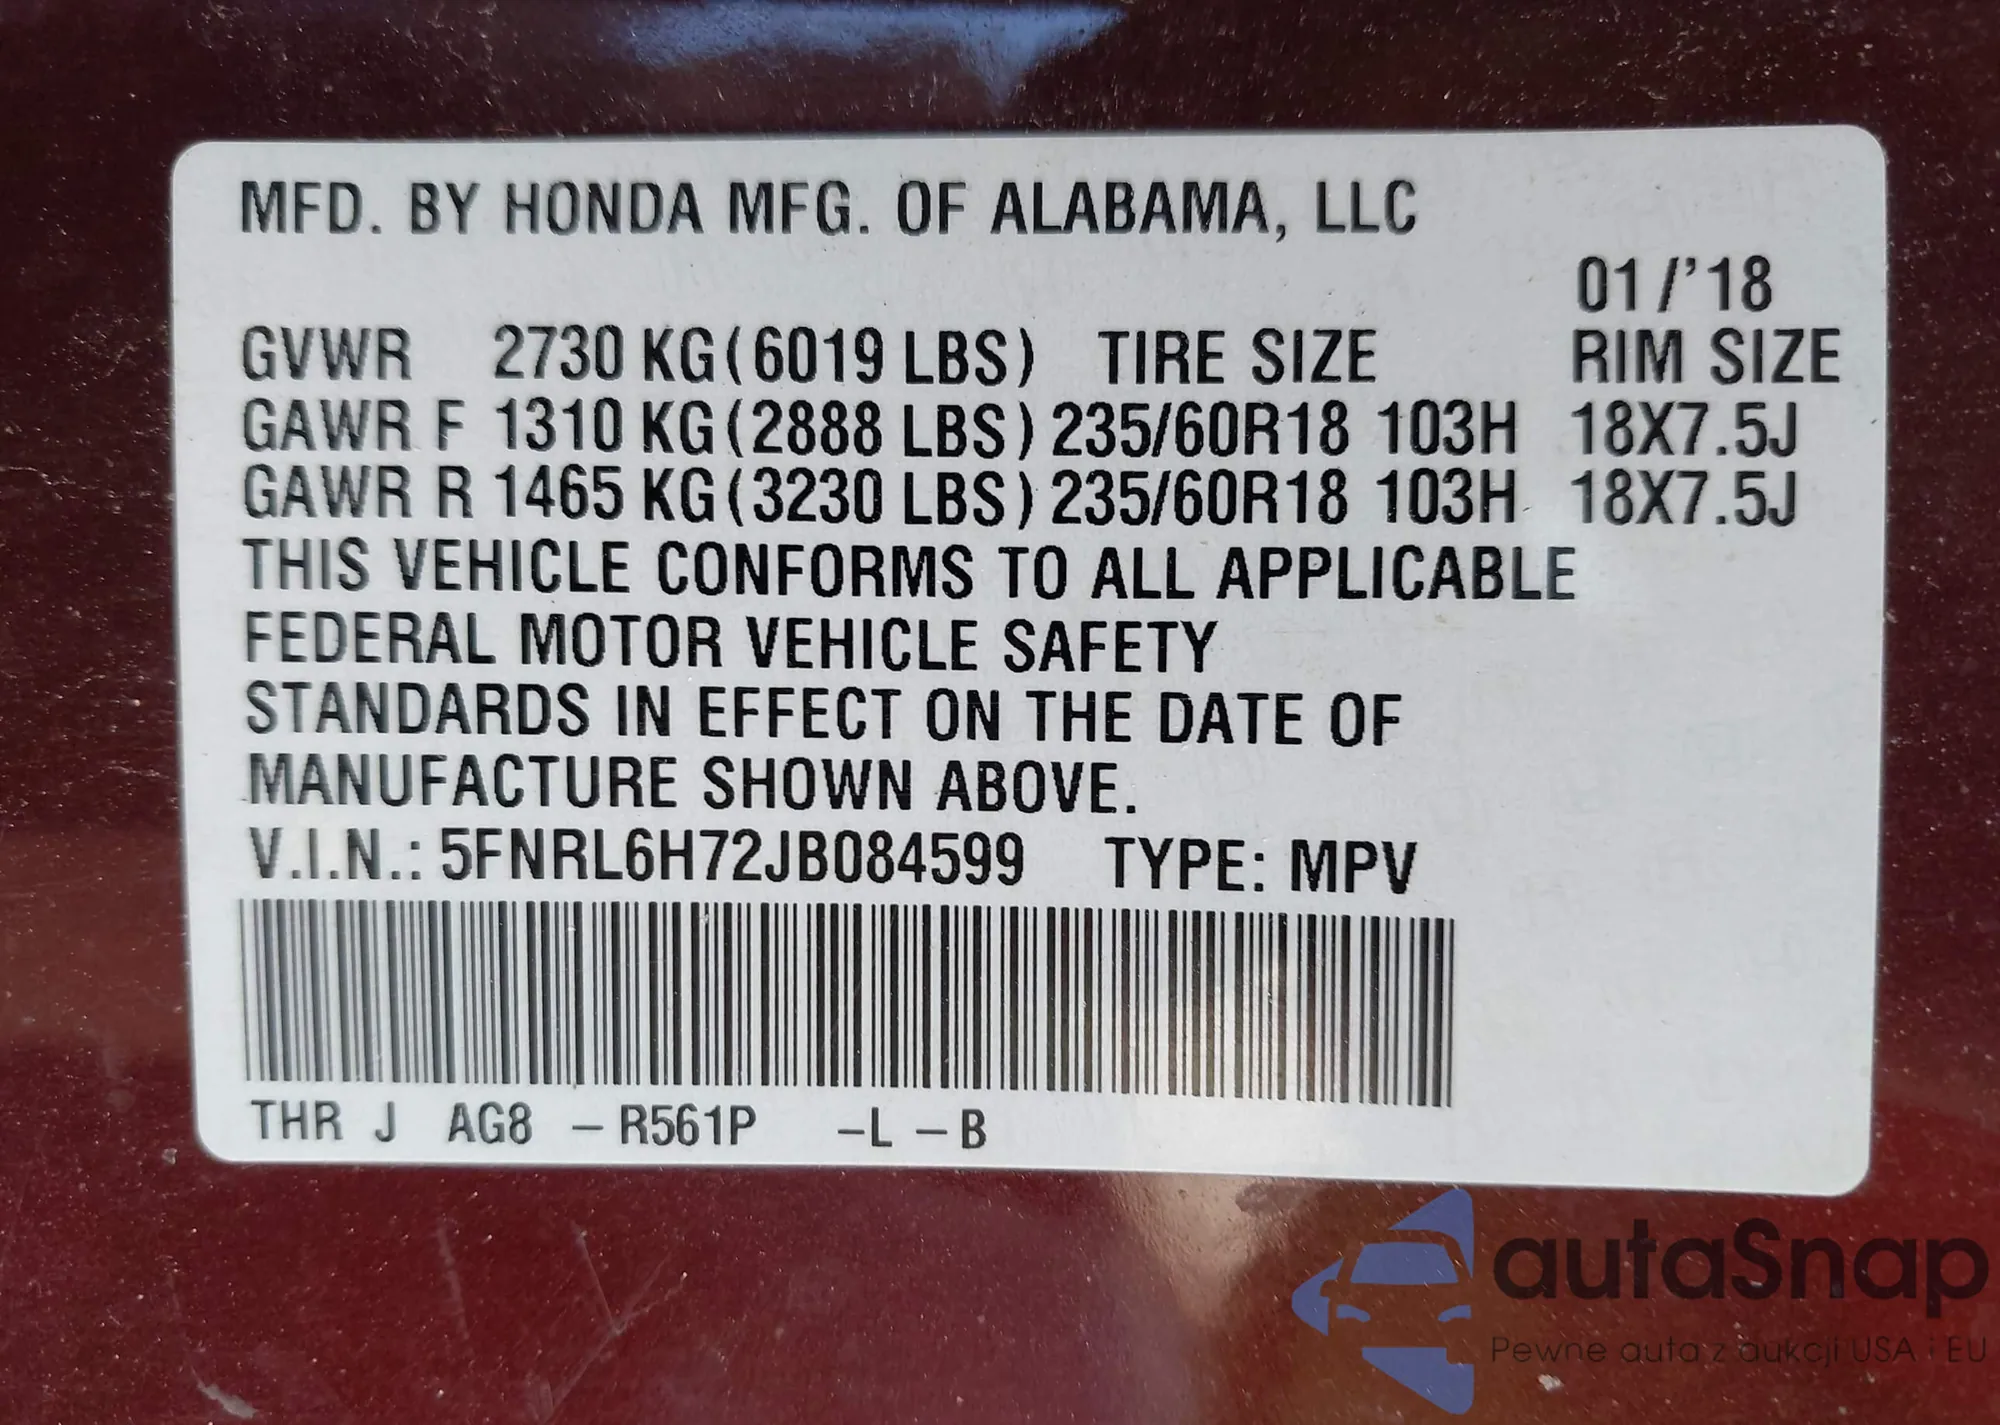 MFD. BY HONDA MFG. OF ALABAMA, LLC
01/'18
GVWR 2730 KG(6019 LBS) TIRE SIZE RIM SIZE
GAWR F 1310 KG(2888 LBS) 235/60R18 103H 18X7.5J
GAWR R 1465 KG(3230 LBS) 235/60R18 103H 18X7.5J
THIS VEHICLE CONFORMS TO ALL APPLICABLE
FEDERAL MOTOR VEHICLE SAFETY
STANDARDS IN EFFECT ON THE DATE OF
MANUFACTURE SHOWN ABOVE.
V.I.N.: 5FNRL6H72JB084599 TYPE: MPV
THR J AG8 – R561P –L – B
autaSnap
Pewne auta z aukcji USA i EU